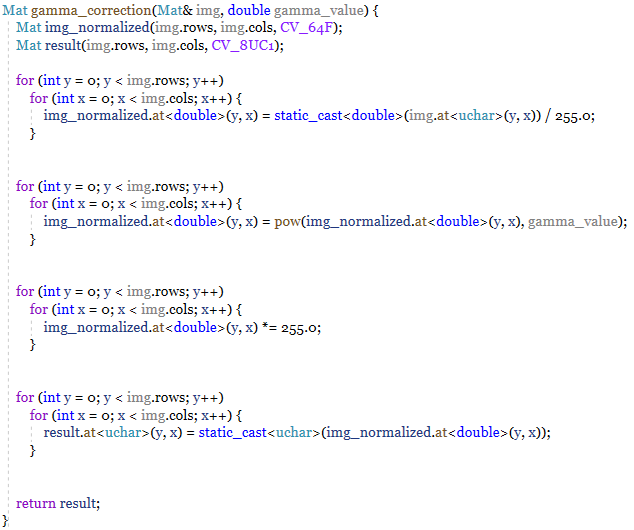 Mat gamma_correction(Mat& img, double gamma_value) {
Mat img_normalized(img.rows, img.cols, CV_64F);
Mat result(img.rows, img.cols, CV_8UC1);
for (int y = 0; y < img.rows; y++)
for (int x = 0; x < img.cols; x++) {
img_normalized.at<double>(y, x) = static_cast<double>(img.at<uchar>(y, x)) / 255.0;
}
for (int y = 0; y < img.rows; y++)
for (int x = 0; x < img.cols; x++) {
img_normalized.at<double>(y, x) = pow(img_normalized.at<double>(y, x), gamma_value);
}
for (int y = 0; y < img.rows; y++)
for (int x = 0; x < img.cols; x++) {
img_normalized.at<double>(y, x) *= 255.0;
}
for (int y = 0; y < img.rows; y++)
for (int x = 0; x < img.cols; x++) {
result.at<uchar>(y, x) = static_cast<uchar>(img_normalized.at<double>(y, x));
}
return result;
}